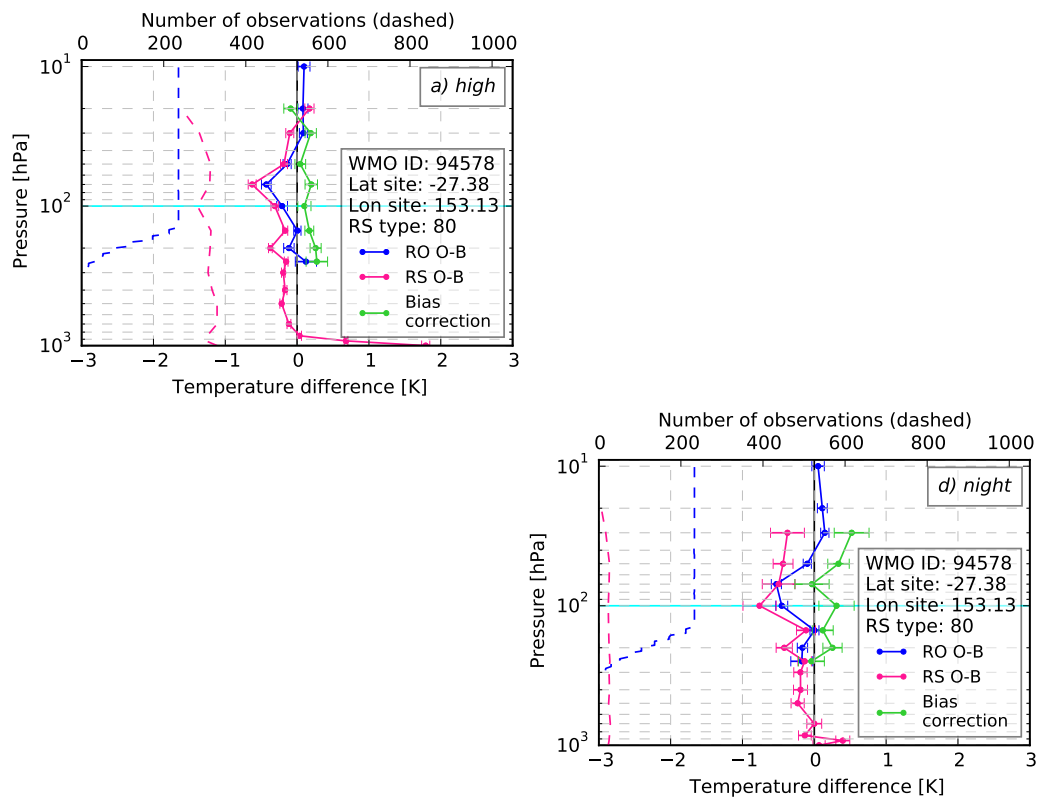 Number of observations (dashed)
0 200 400 600 800 1000
10¹
a) high
WMO ID: 94578
Lat site: -27.38
10² Lon site: 153.13
RS type: 80
RO O-B
RS O-B
Bias
correction
10³
Pressure [hPa]
−3 −2 −1 0 1 2 3
Temperature difference [K]
Number of observations (dashed)
0 200 400 600 800 1000
10¹
d) night
WMO ID: 94578
Lat site: -27.38
10² Lon site: 153.13
RS type: 80
RO O-B
RS O-B
Bias
correction
10³
Pressure [hPa]
−3 −2 −1 0 1 2 3
Temperature difference [K]